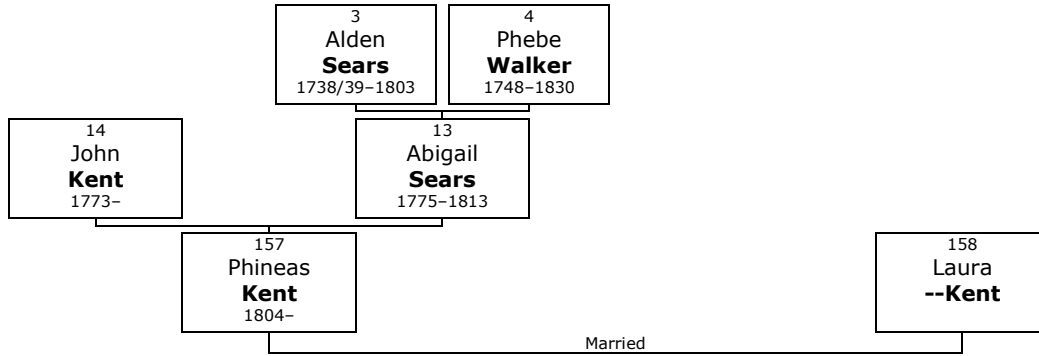 3
Alden
Sears
1738/39–1803
4
Phebe
Walker
1748–1830
14
John
Kent
1773–
13
Abigail
Sears
1775–1813
157
Phineas
Kent
1804–
158
Laura
--Kent
Married